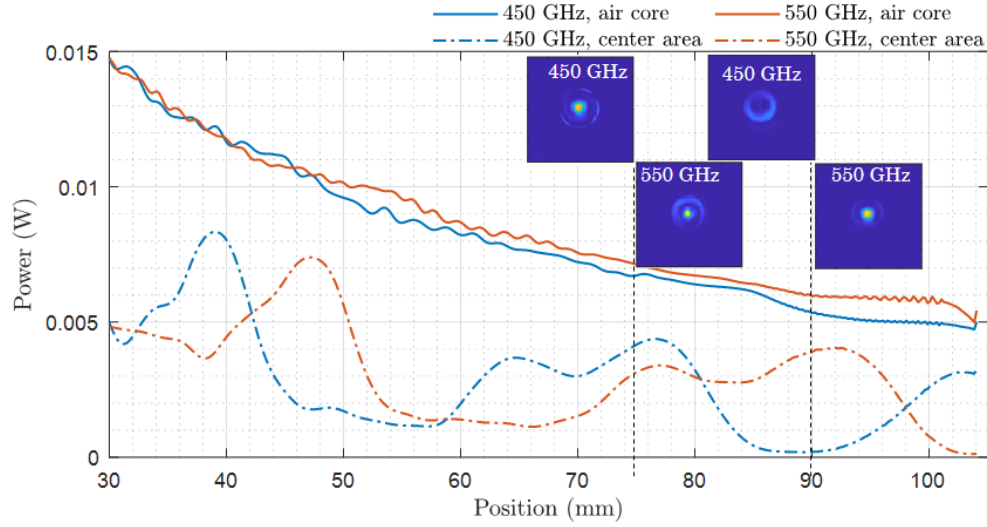 450 GHz, air core 550 GHz, air core
450 GHz, center area 550 GHz, center area
0.015
450 GHz 450 GHz
0.01
550 GHz 550 GHz
Power (W)
0.005
0
30 40 50 60 70 80 90 100
Position (mm)